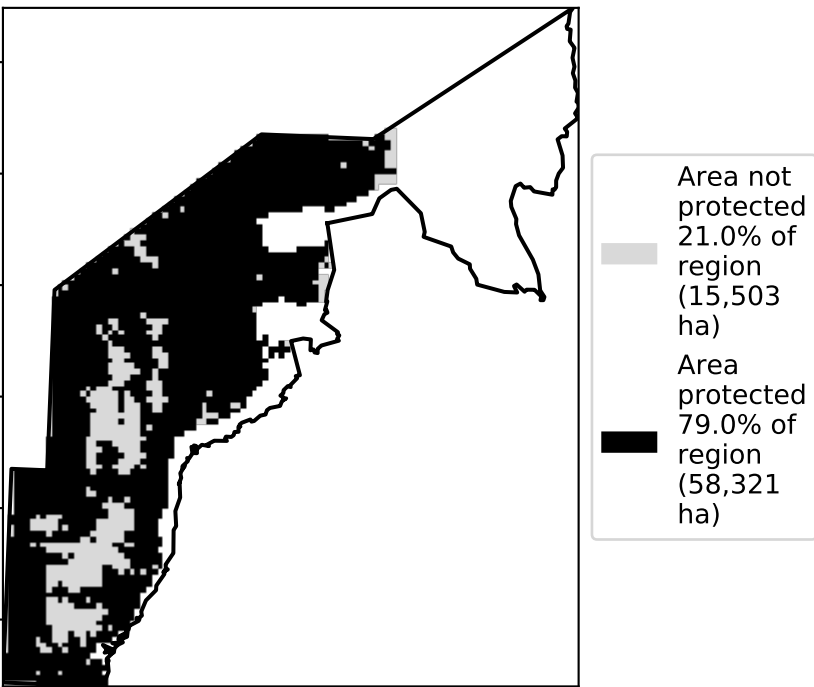 Area not
protected
21.0% of
region
(15,503
ha)
Area
protected
79.0% of
region
(58,321
ha)